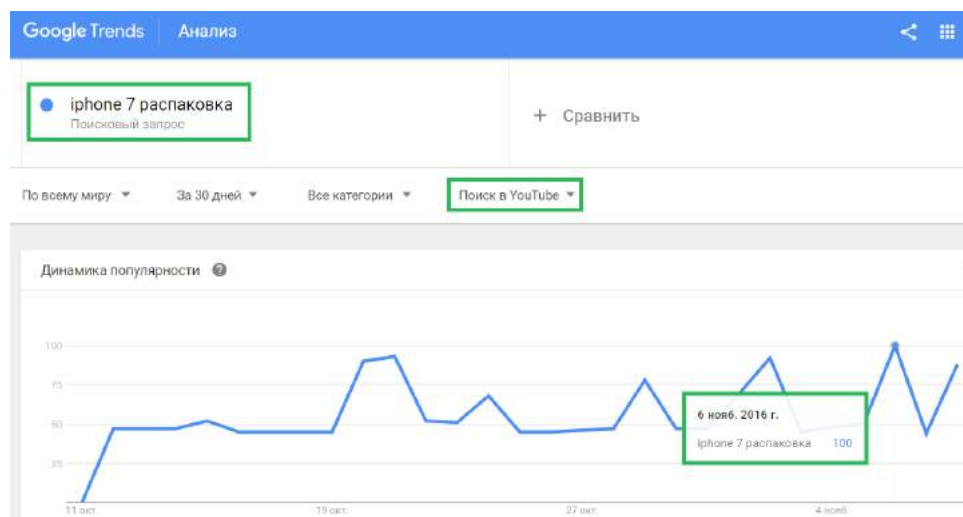 Google Trends Анализ
iphone 7 распаковка
Поисковый запрос
+ Сравнить
По всему миру За 30 дней Все категории Поиск в YouTube
Динамика популярности ?
100
75
50
25
6 нояб. 2016 г.
iphone 7 распаковка 100
11 окт. 19 окт. 27 окт. 4 нояб.